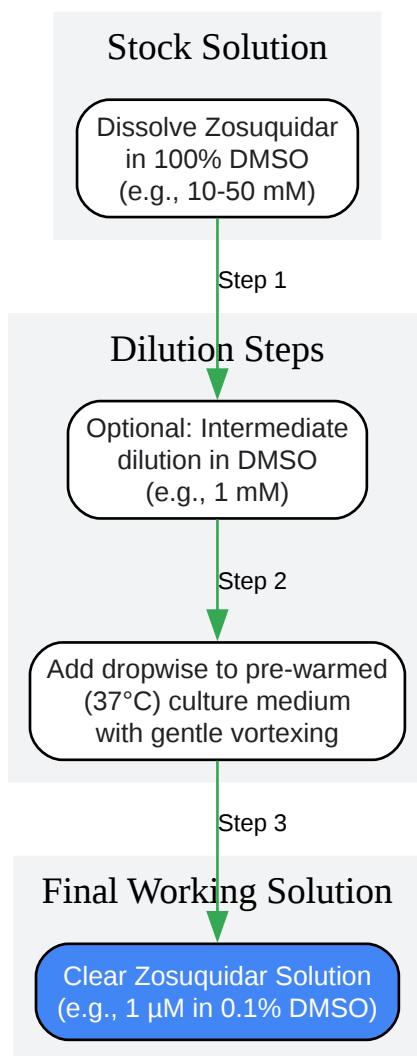 Stock Solution
Dissolve Zosuquidar
in 100% DMSO
(e.g., 10-50 mM)
Step 1
Dilution Steps
Optional: Intermediate
dilution in DMSO
(e.g., 1 mM)
Step 2
Add dropwise to pre-warmed
(37°C) culture medium
with gentle vortexing
Step 3
Final Working Solution
Clear Zosuquidar Solution
(e.g., 1 µM in 0.1% DMSO)